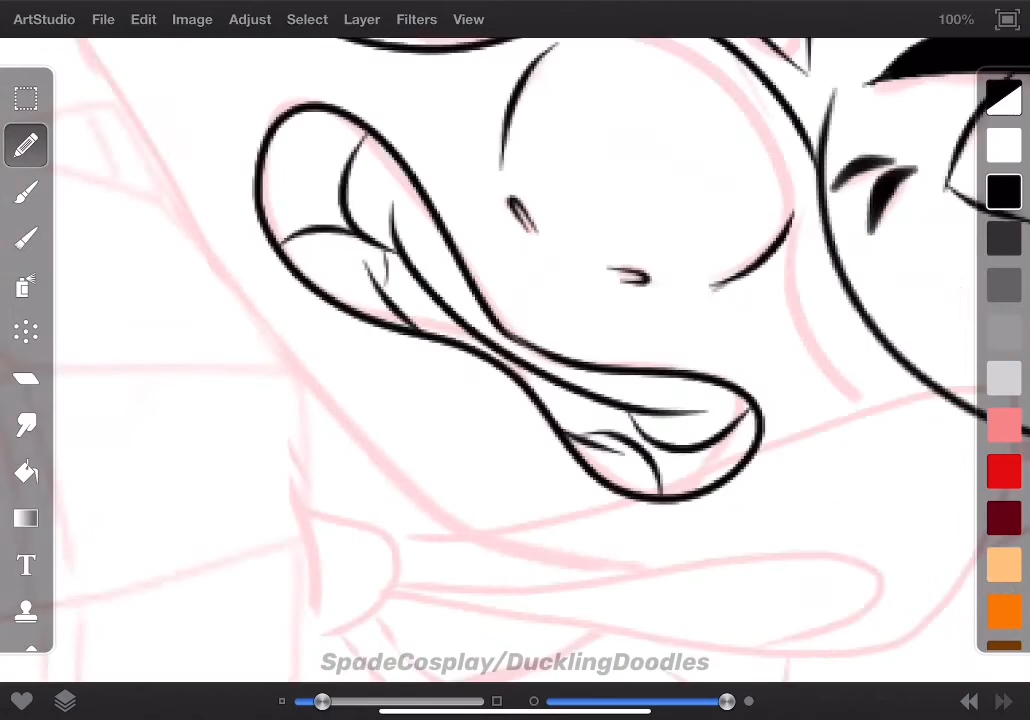 ArtStudio File Edit Image Adjust Select Layer Filters View 100%
T
SpadeCosplay/DucklingDoodles